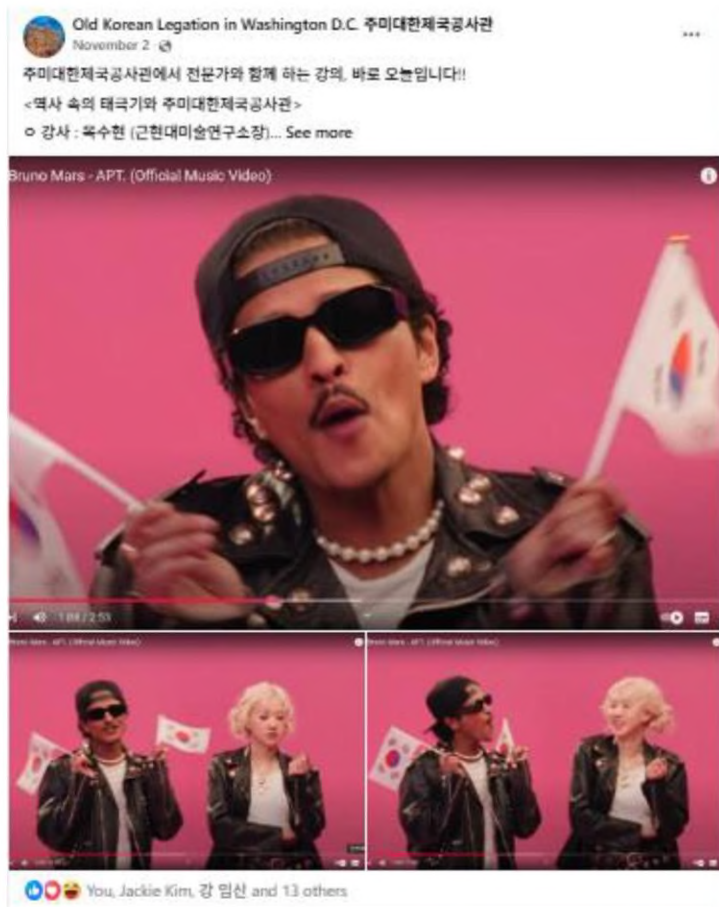 Old Korean Legation in Washington D.C. 주미대한제국공사관
November 2
주미대한제국공사관에서 전문가와 함께 하는 강의, 바로 오늘입니다!!
<역사 속의 태극기와 주미대한제국공사관>
ㅇ 강사 : 목수현 (근현대미술연구소장)... See more
Bruno Mars - APT. (Official Music Video)
1:08 / 2:53
Bruno Mars - APT. (Official Music Video)
Bruno Mars - APT. (Official Music Video)
You, Jackie Kim, 강 임산 and 13 others